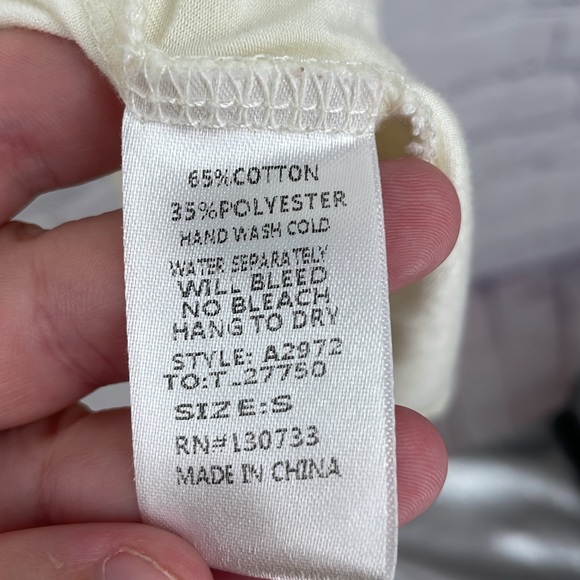 65%COTTON
35%POLYESTER
HAND WASH COLD
WATER SEPARATELY
WILL BLEED
NO BLEACH
HANG TO DRY
STYLE: A2972
TO:T_27750
SIZE:S
RN#130733
MADE IN CHINA